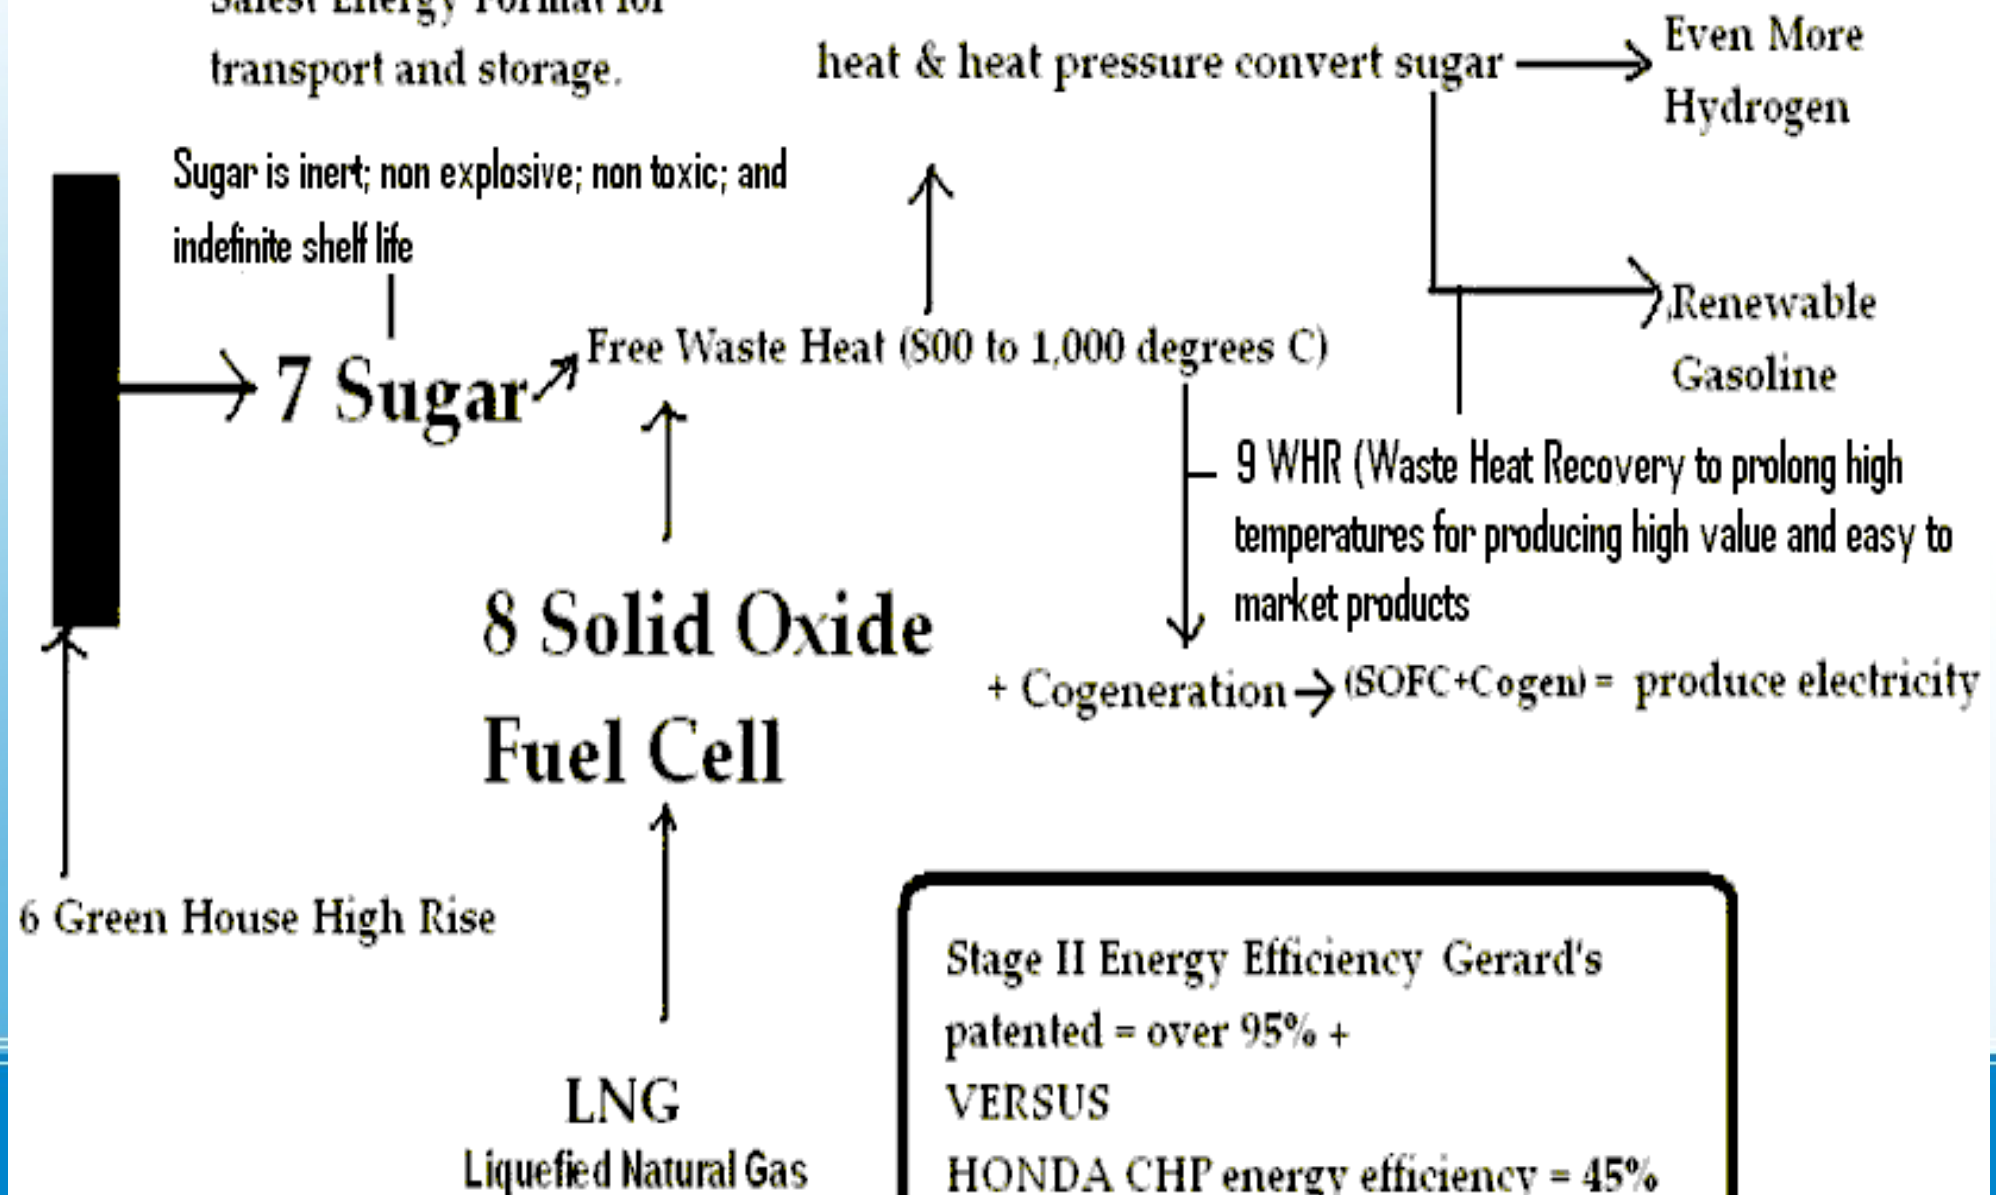 Safest Energy Format for
transport and storage.
heat & heat pressure convert sugar
Even More
Hydrogen
Sugar is inert; non explosive; non toxic; and
indefinite shelf life
7 Sugar
Free Waste Heat (800 to 1,000 degrees C)
Renewable
Gasoline
9 WHR (Waste Heat Recovery to prolong high
temperatures for producing high value and easy to
market products
8 Solid Oxide
Fuel Cell
+ Cogeneration
(SOFC+Cogen) = produce electricity
6 Green House High Rise
LNG
Liquefied Natural Gas
Stage II Energy Efficiency Gerard's
patented = over 95% +
VERSUS
HONDA CHP energy efficiency = 45%